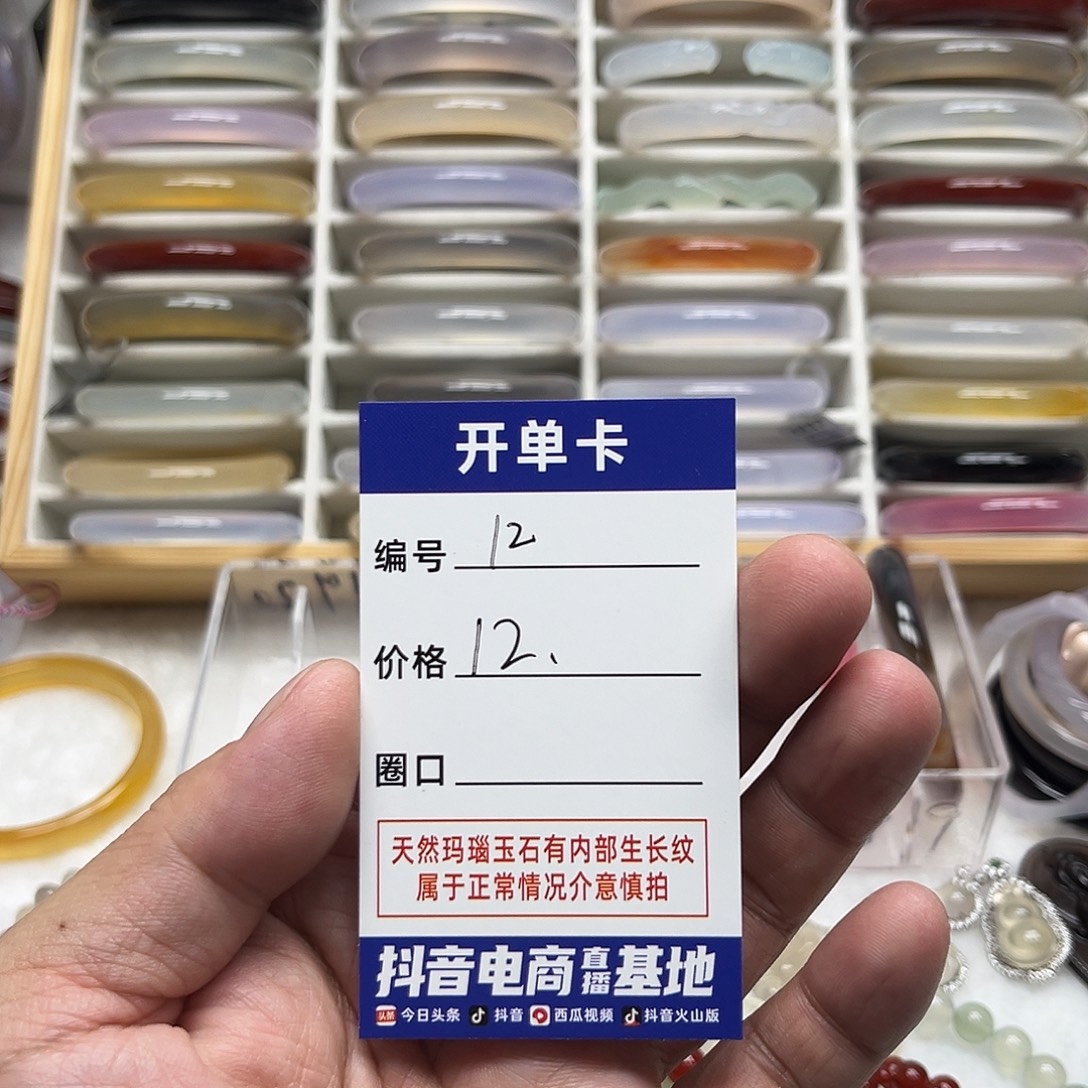 开单卡
编号 12
价格 12.
圈口
天然玛瑙玉石有内部生长纹
属于正常情况介意慎拍
抖音电商直播基地
头条 今日头条 抖音 西瓜视频 抖音火山版